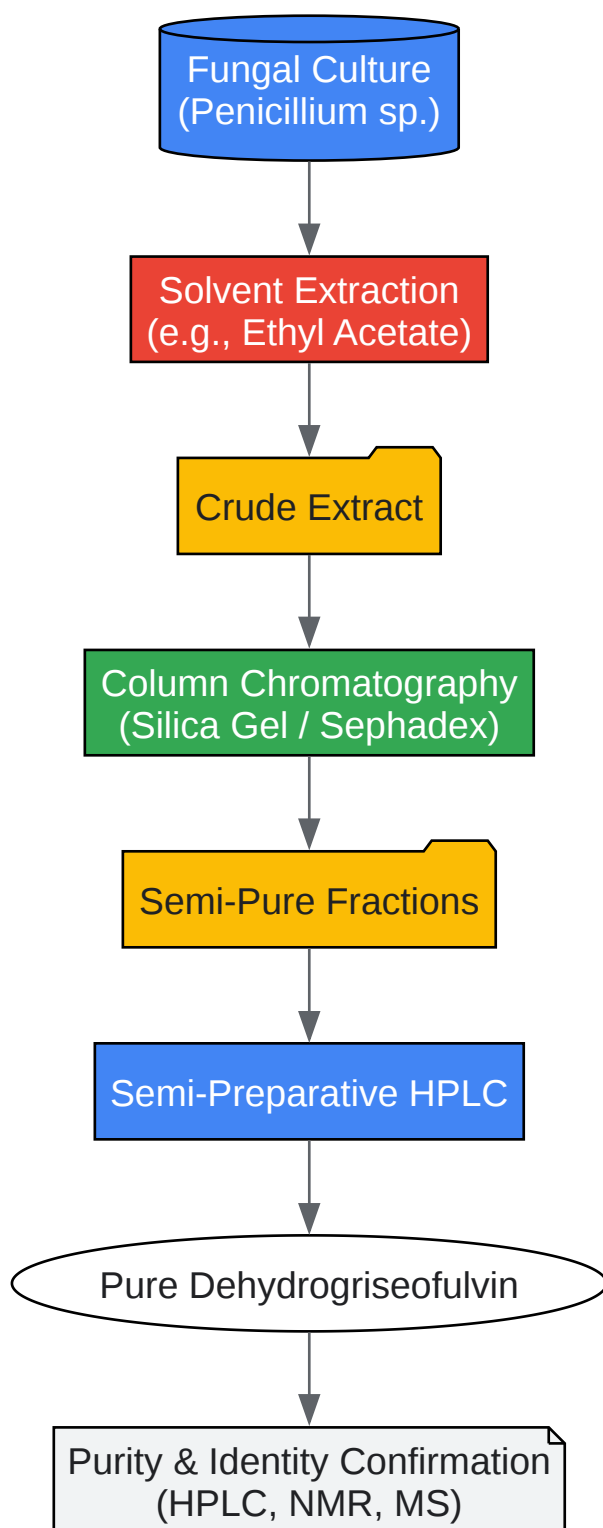 Fungal Culture
(Penicillium sp.)
Solvent Extraction
(e.g., Ethyl Acetate)
Crude Extract
Column Chromatography
(Silica Gel / Sephadex)
Semi-Pure Fractions
Semi-Preparative HPLC
Pure Dehydrogriseofulvin
Purity & Identity Confirmation
(HPLC, NMR, MS)